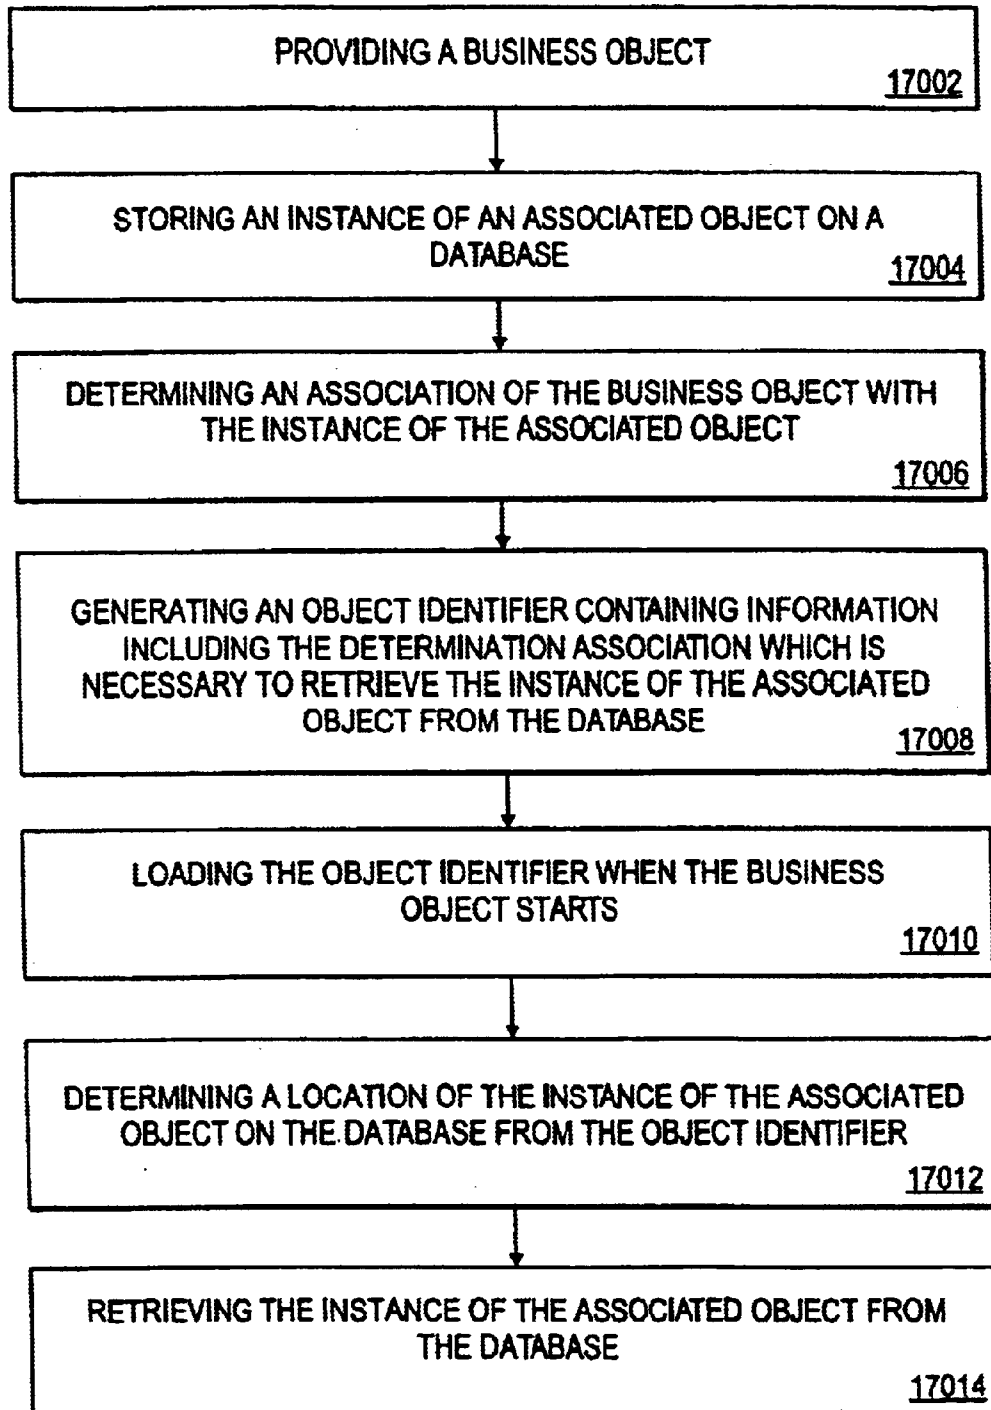 PROVIDING A BUSINESS OBJECT
17002
STORING AN INSTANCE OF AN ASSOCIATED OBJECT ON A
DATABASE
17004
DETERMINING AN ASSOCIATION OF THE BUSINESS OBJECT WITH
THE INSTANCE OF THE ASSOCIATED OBJECT
17006
GENERATING AN OBJECT IDENTIFIER CONTAINING INFORMATION
INCLUDING THE DETERMINATION ASSOCIATION WHICH IS
NECESSARY TO RETRIEVE THE INSTANCE OF THE ASSOCIATED
OBJECT FROM THE DATABASE
17008
LOADING THE OBJECT IDENTIFIER WHEN THE BUSINESS
OBJECT STARTS
17010
DETERMINING A LOCATION OF THE INSTANCE OF THE ASSOCIATED
OBJECT ON THE DATABASE FROM THE OBJECT IDENTIFIER
17012
RETRIEVING THE INSTANCE OF THE ASSOCIATED OBJECT FROM
THE DATABASE
17014